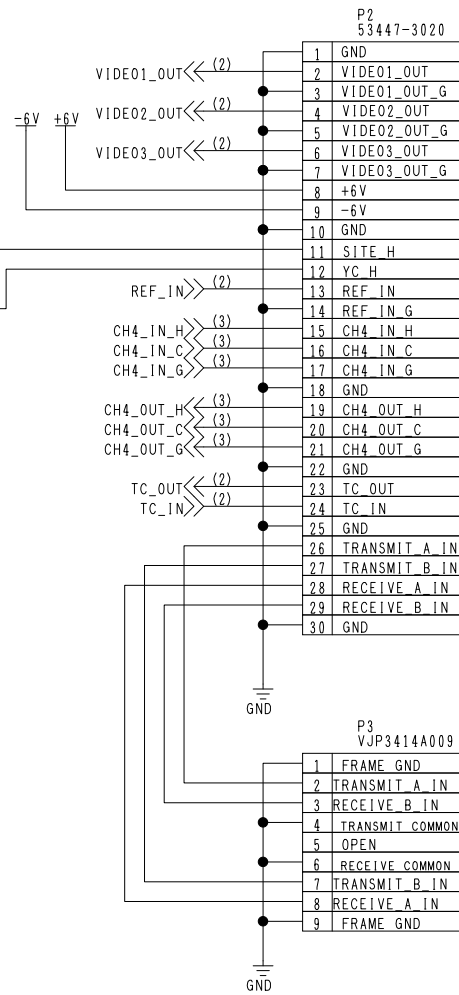 P2
53447-3020
1 GND
VIDEO1_OUT (2) 2 VIDEO1_OUT
3 VIDEO1_OUT_G
VIDEO2_OUT (2) 4 VIDEO2_OUT
-6V +6V
5 VIDEO2_OUT_G
VIDEO3_OUT (2) 6 VIDEO3_OUT
7 VIDEO3_OUT_G
8 +6V
9 -6V
10 GND
11 SITE_H
12 YC_H
REF_IN (2) 13 REF_IN
14 REF_IN_G
CH4_IN_H (3) 15 CH4_IN_H
CH4_IN_C (3) 16 CH4_IN_C
CH4_IN_G (3) 17 CH4_IN_G
18 GND
CH4_OUT_H (3) 19 CH4_OUT_H
CH4_OUT_C (3) 20 CH4_OUT_C
CH4_OUT_G (3) 21 CH4_OUT_G
22 GND
TC_OUT (2) 23 TC_OUT
TC_IN (2) 24 TC_IN
25 GND
26 TRANSMIT_A_IN
27 TRANSMIT_B_IN
28 RECEIVE_A_IN
29 RECEIVE_B_IN
30 GND
GND
P3
VJP3414A009
1 FRAME GND
2 TRANSMIT_A_IN
3 RECEIVE_B_IN
4 TRANSMIT COMMON
5 OPEN
6 RECEIVE COMMON
7 TRANSMIT_B_IN
8 RECEIVE_A_IN
9 FRAME GND
GND